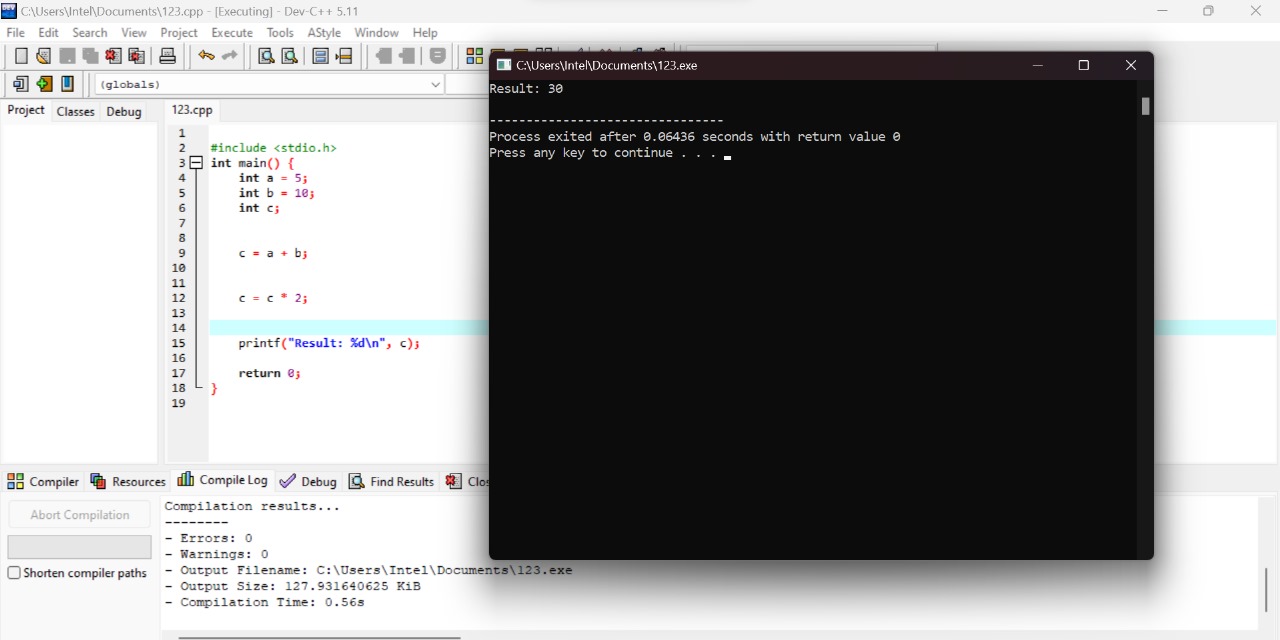 C:\Users\Intel\Documents\123.cpp - [Executing] - Dev-C++ 5.11
File Edit Search View Project Execute Tools AStyle Window Help
(globals)
Project Classes Debug
123.cpp
1
2 #include <stdio.h>
3 int main() {
4 int a = 5;
5 int b = 10;
6 int c;
7
8
9 c = a + b;
10
11
12 c = c * 2;
13
14
15 printf("Result: %d\n", c);
16
17 return 0;
18 }
19
C:\Users\Intel\Documents\123.exe
Result: 30
--------------------------------
Process exited after 0.06436 seconds with return value 0
Press any key to continue . . .
Compiler Resources Compile Log Debug Find Results
Abort Compilation
Shorten compiler paths
Compilation results...
--------
- Errors: 0
- Warnings: 0
- Output Filename: C:\Users\Intel\Documents\123.exe
- Output Size: 127.931640625 KiB
- Compilation Time: 0.56s